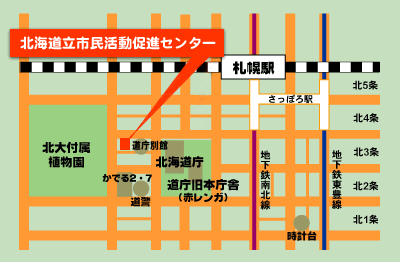 北海道立市民活動促進センター
札幌駅
北5条
さっぽろ駅
北4条
北大付属
植物園
道庁別館
北海道庁
北3条
かでる2・7
道警
道庁旧本庁舎
(赤レンガ)
地下鉄南北線
地下鉄東豊線
北2条
北1条
時計台